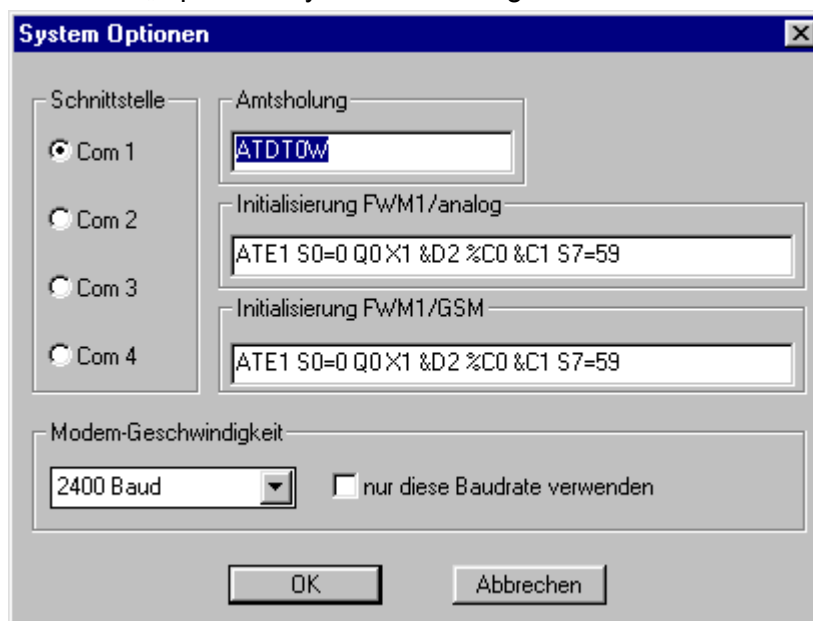 System Optionen
Schnittstelle
Com 1
Com 2
Com 3
Com 4
Amtsholung
ATDT0W
Initialisierung FWM1/analog
ATE1 S0=0 Q0 X1 &D2 %C0 &C1 S7=59
Initialisierung FWM1/GSM
ATE1 S0=0 Q0 X1 &D2 %C0 &C1 S7=59
Modem-Geschwindigkeit
2400 Baud
nur diese Baudrate verwenden
OK
Abbrechen